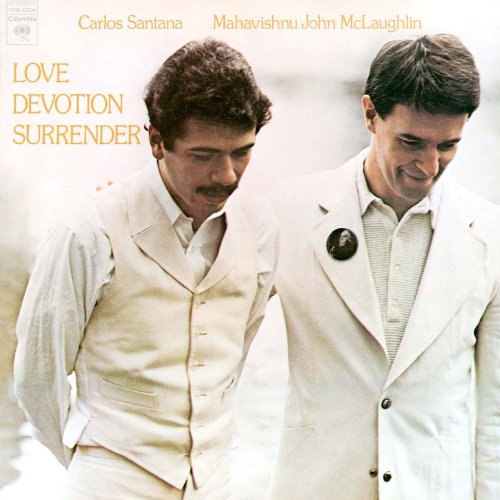 Columbia
Carlos Santana
Mahavishnu John McLaughlin
LOVE
DEVOTION
SURRENDER